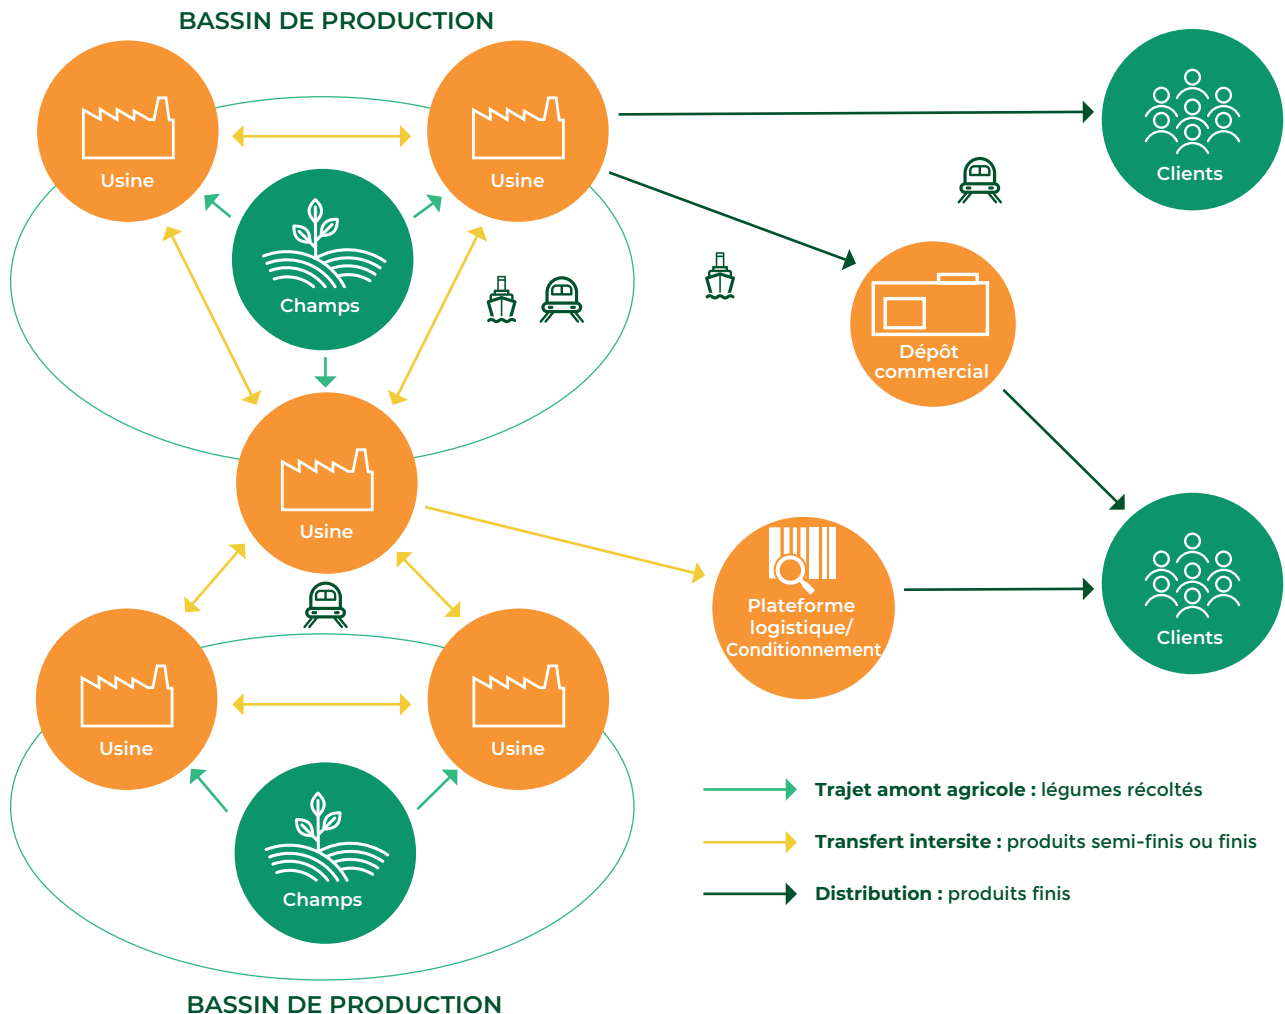 BASSIN DE PRODUCTION
Usine
Usine
Clients
Champs
Dépôt
commercial
Usine
Plateforme
logistique/
Conditionnement
Clients
Usine
Usine
Champs
Trajet amont agricole : légumes récoltés
Transfert intersite : produits semi-finis ou finis
Distribution : produits finis
BASSIN DE PRODUCTION